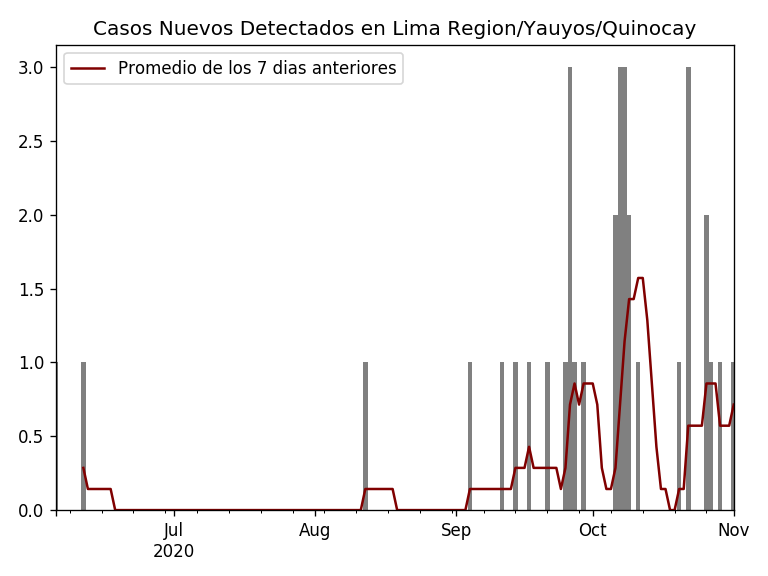 Casos Nuevos Detectados en Lima Region/Yauyos/Quinocay
Promedio de los 7 dias anteriores
3.0
2.5
2.0
1.5
1.0
0.5
0.0
Jul Aug Sep Oct Nov
2020